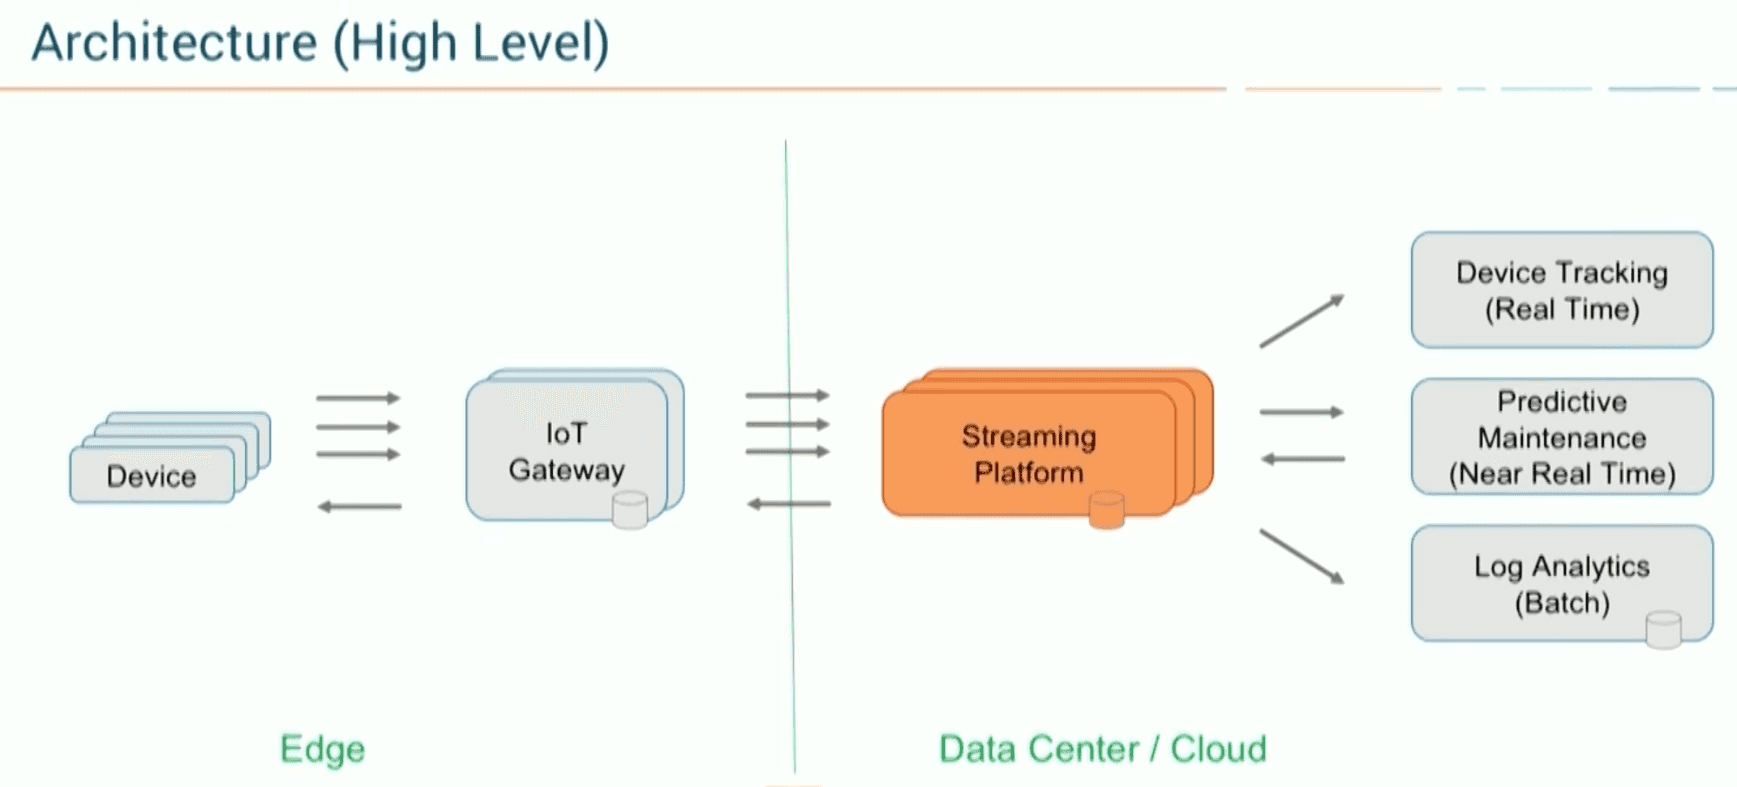 Architecture (High Level)
Device
IoT
Gateway
Streaming
Platform
Device Tracking
(Real Time)
Predictive
Maintenance
(Near Real Time)
Log Analytics
(Batch)
Edge
Data Center / Cloud